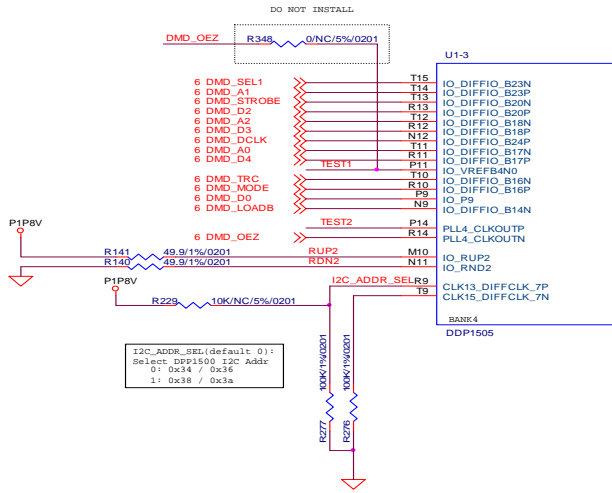 DO NOT INSTALL
DMD_OEZ
R348 0/NC/5%/0201
U1-3
6 DMD_SEL1 T15 IO_DIFFIO_B23N
6 DMD_A1 T14 IO_DIFFIO_B23P
6 DMD_STROBE T13 IO_DIFFIO_B20N
6 DMD_D2 R13 IO_DIFFIO_B20P
6 DMD_A2 T12 IO_DIFFIO_B18N
6 DMD_D3 R12 IO_DIFFIO_B18P
6 DMD_DCLK N12 IO_DIFFIO_B24P
6 DMD_A0 T11 IO_DIFFIO_B17N
6 DMD_D4 R11 IO_DIFFIO_B17P
TEST1 P11 IO_VREFB4N0
6 DMD_TRC T10 IO_DIFFIO_B16N
6 DMD_MODE R10 IO_DIFFIO_B16P
6 DMD_D0 P9 IO_P9
6 DMD_LOADB N9 IO_DIFFIO_B14N
TEST2 P14 PLL4_CLKOUTP
6 DMD_OEZ R14 PLL4_CLKOUTN
P1P8V
R141 49.9/1%/0201 RUP2 M10 IO_RUP2
R140 49.9/1%/0201 RDN2 N11 IO_RND2
P1P8V
I2C_ADDR_SEL R9 CLK13_DIFFCLK_7P
T9 CLK15_DIFFCLK_7N
R229 10K/NC/5%/0201
BANK4
DDP1505
100K/1%/0201
100K/1%/0201
R277
R276
I2C_ADDR_SEL(default 0):
Select DPP1500 I2C Addr
0: 0x34 / 0x36
1: 0x38 / 0x3a